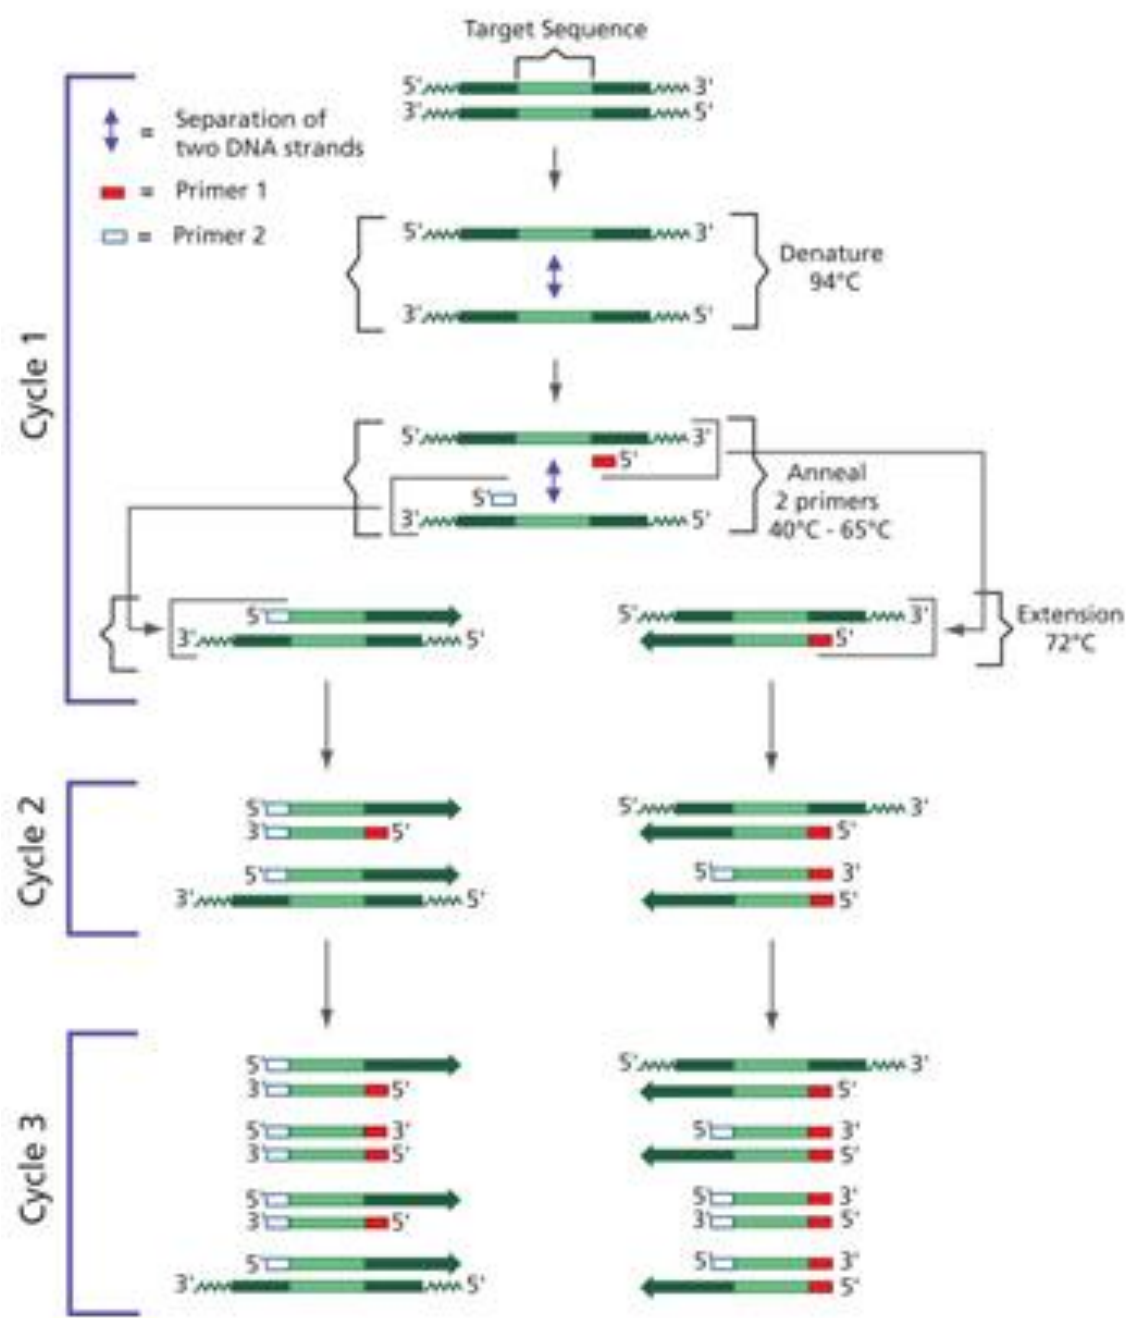 Target Sequence
5' 3'
3' 5'
= Separation of
two DNA strands
= Primer 1
= Primer 2
5' 3'
Denature
94°C
3' 5'
Cycle 1
5' 3'
5'
Anneal
2 primers
40°C - 65°C
5'
3' 5'
5'
3' 5'
5' 3'
5'
Extension
72°C
Cycle 2
5'
3' 5'
5'
3' 5'
5' 3'
5'
5' 3'
5'
Cycle 3
5'
3' 5'
5' 3'
3' 5'
5'
3' 5'
5'
3' 5'
5' 3'
5'
5' 3'
5'
5' 3'
3' 5'
5' 3'
5'